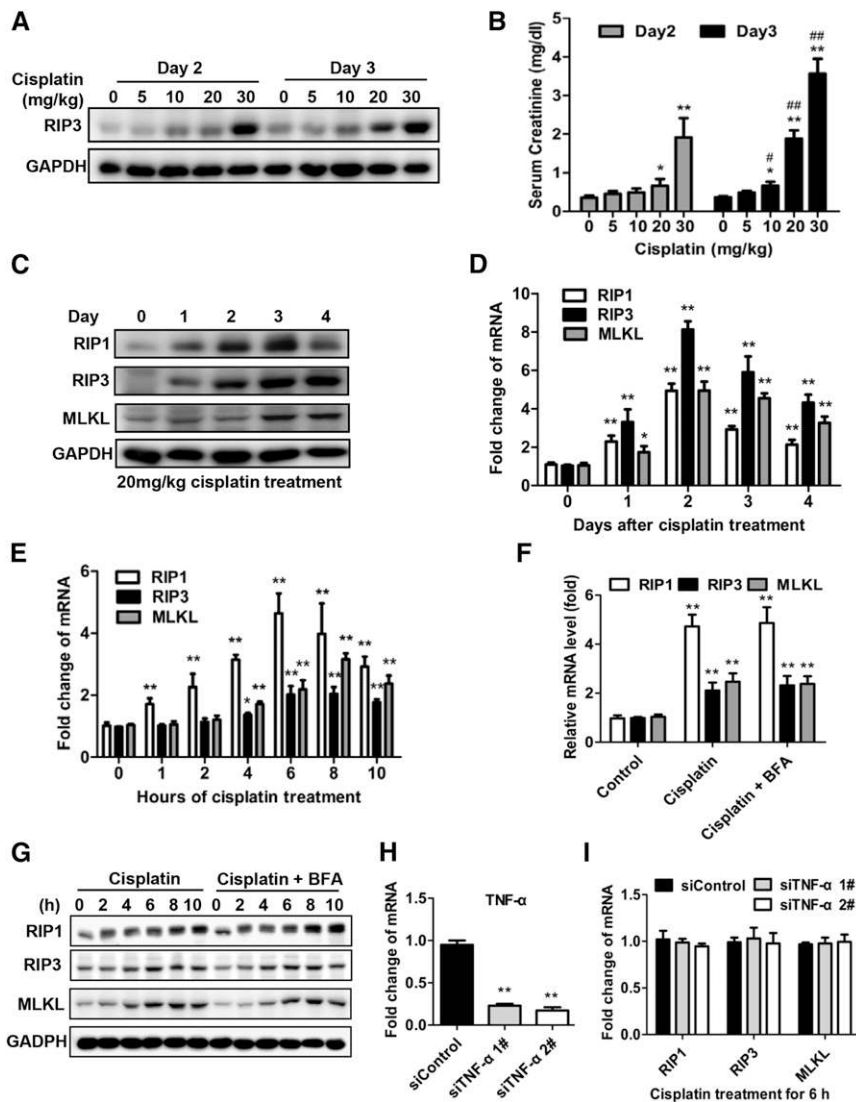 A
Day 2 Day 3
Cisplatin
(mg/kg) 0 5 10 20 30 0 5 10 20 30
RIP3
GAPDH
B
Day2 Day3
Serum Creatinine (mg/dl)
6
4
2
0
* ** # * ## ** ## **
0 5 10 20 30 0 5 10 20 30
Cisplatin (mg/kg)
C
Day 0 1 2 3 4
RIP1
RIP3
MLKL
GAPDH
20mg/kg cisplatin treatment
D
RIP1
RIP3
MLKL
Fold change of mRNA
10
8
6
4
2
0
** ** * ** ** ** ** ** ** ** ** **
0 1 2 3 4
Days after cisplatin treatment
E
RIP1
RIP3
MLKL
Fold change of mRNA
6
4
2
0
** ** ** * ** ** ** ** ** ** ** ** ** **
0 1 2 4 6 8 10
Hours of cisplatin treatment
F
RIP1 RIP3 MLKL
Relative mRNA level (fold)
8
6
4
2
0
** ** ** ** ** **
Control Cisplatin Cisplatin + BFA
G
Cisplatin Cisplatin + BFA
(h) 0 2 4 6 8 10 0 2 4 6 8 10
RIP1
RIP3
MLKL
GADPH
H
TNF-α
Fold change of mRNA
1.5
1.0
0.5
0.0
** **
siControl siTNF-α 1# siTNF-α 2#
I
siControl siTNF-α 1#
siTNF-α 2#
Fold change of mRNA
1.5
1.0
0.5
0.0
RIP1 RIP3 MLKL
Cisplatin treatment for 6 h